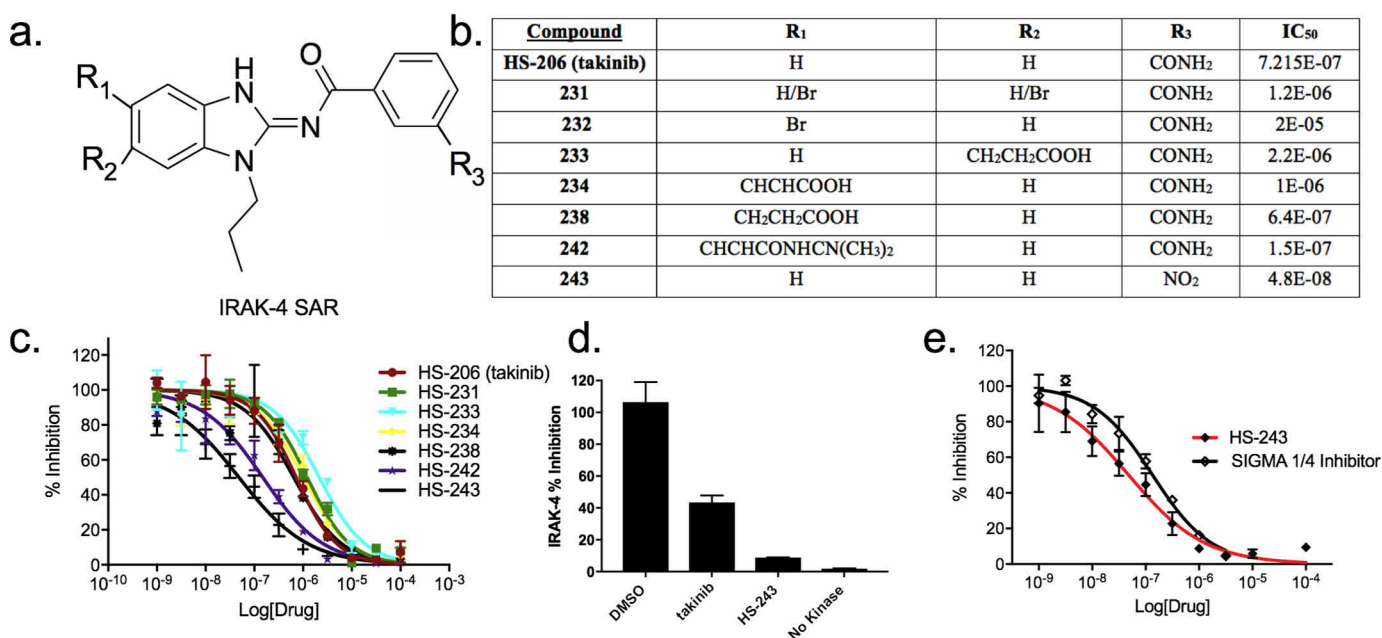 a.
R₁
R₂
H
N
N
N
O
R₃
b.
Compound R₁ R₂ R₃ IC₅₀
HS-206 (takinib) H H CONH₂ 7.215E-07
231 H/Br H/Br CONH₂ 1.2E-06
232 Br H CONH₂ 2E-05
233 H CH₂CH₂COOH CONH₂ 2.2E-06
234 CHCHCOOH H CONH₂ 1E-06
238 CH₂CH₂COOH H CONH₂ 6.4E-07
242 CHCHCONHCN(CH₃)₂ H CONH₂ 1.5E-07
243 H H NO₂ 4.8E-08
c.
IRAK-4 SAR
% Inhibition
120
100
80
60
40
20
0
10⁻¹⁰ 10⁻⁹ 10⁻⁸ 10⁻⁷ 10⁻⁶ 10⁻⁵ 10⁻⁴ 10⁻³
Log[Drug]
HS-206 (takinib)
HS-231
HS-233
HS-234
HS-238
HS-242
HS-243
d.
IRAK-4 % Inhibition
120
100
80
60
40
20
0
DMSO
takinib
HS-243
No Kinase
e.
% Inhibition
120
100
80
60
40
20
0
10⁻⁹ 10⁻⁸ 10⁻⁷ 10⁻⁶ 10⁻⁵ 10⁻⁴
Log[Drug]
HS-243
SIGMA 1/4 Inhibitor